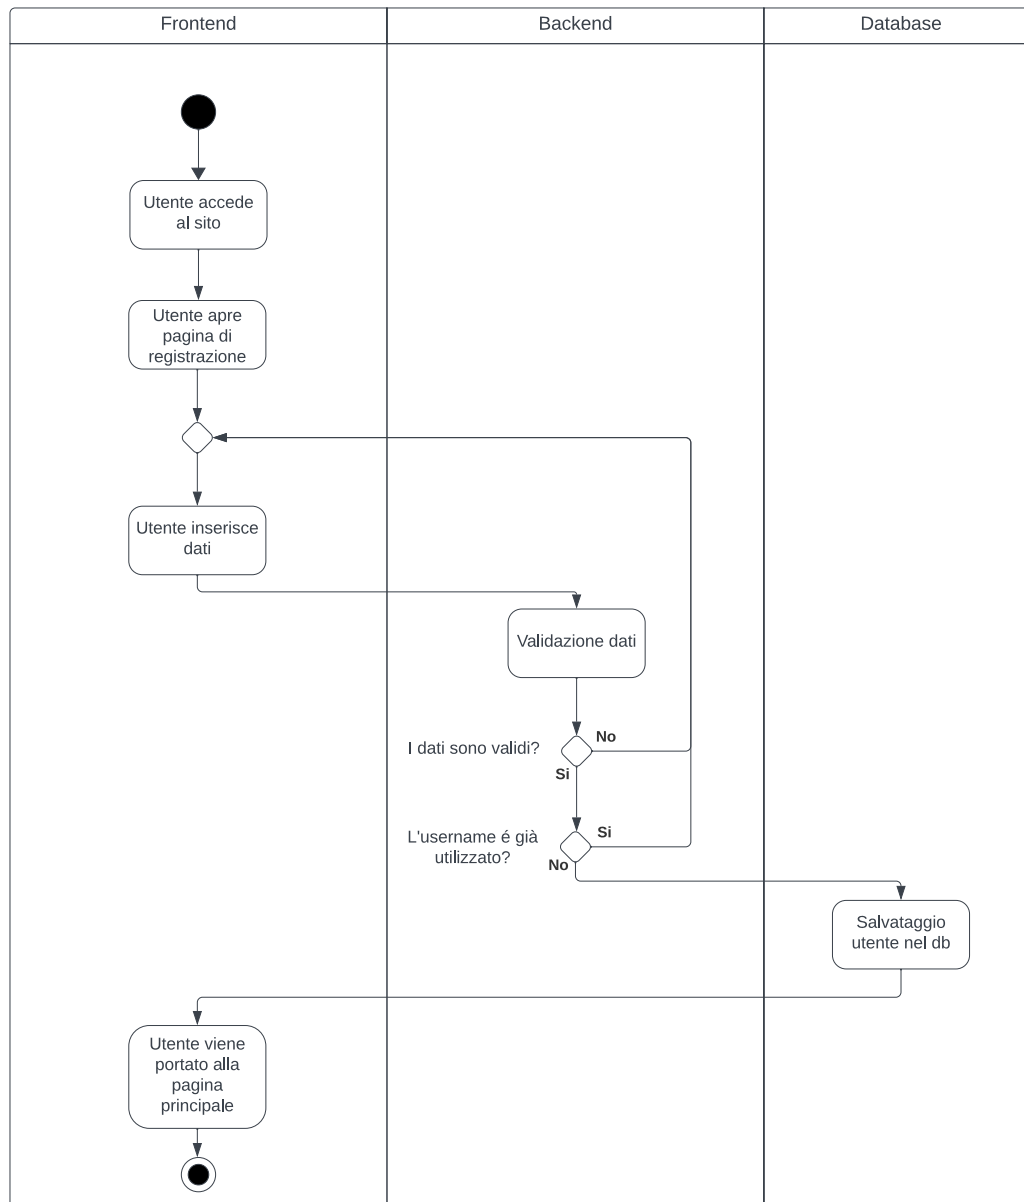 Frontend
Backend
Database
Utente accede
al sito
Utente apre
pagina di
registrazione
Utente inserisce
dati
Validazione dati
I dati sono validi?
No
Si
L'username é già
utilizzato?
Si
No
Salvataggio
utente nel db
Utente viene
portato alla
pagina
principale